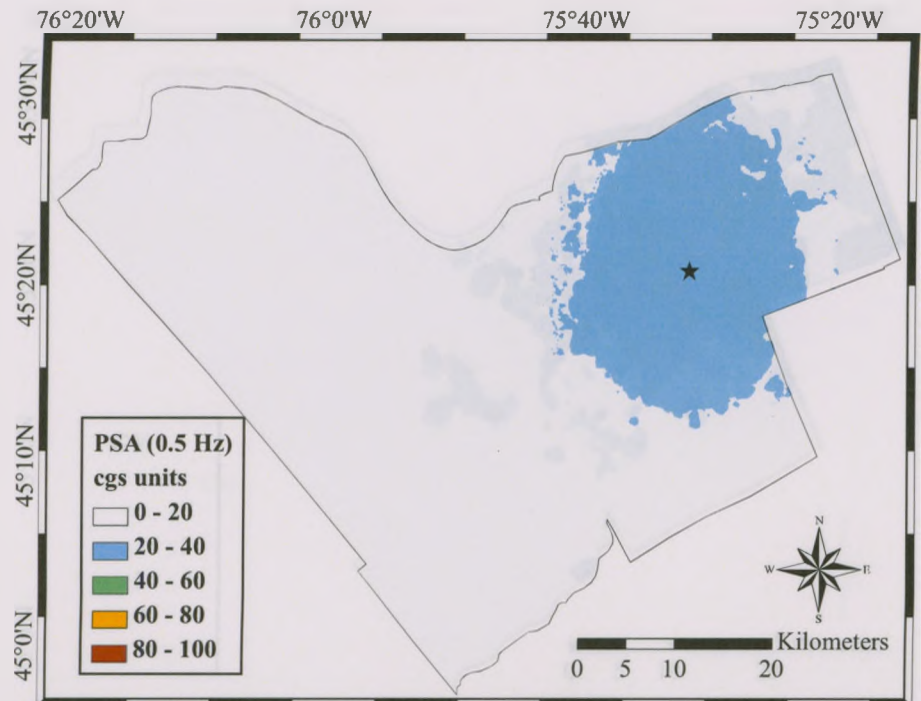 76°20'W 76°0'W 75°40'W 75°20'W
45°30'N
45°20'N
45°10'N
45°0'N
PSA (0.5 Hz)
cgs units
0 - 20
20 - 40
40 - 60
60 - 80
80 - 100
N
W E
S
Kilometers
0 5 10 20